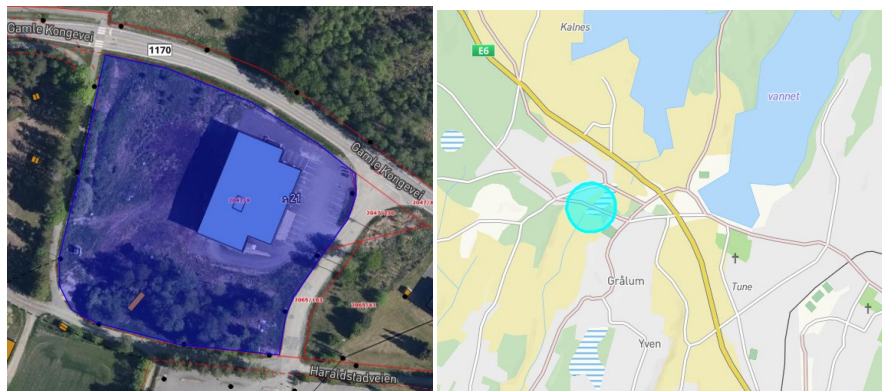 Gamle Kongevei
1170
Gamle Kongevei
21
Haraldstadveien
Kalnes
E6
vannet
Grålum
Tune
Yven